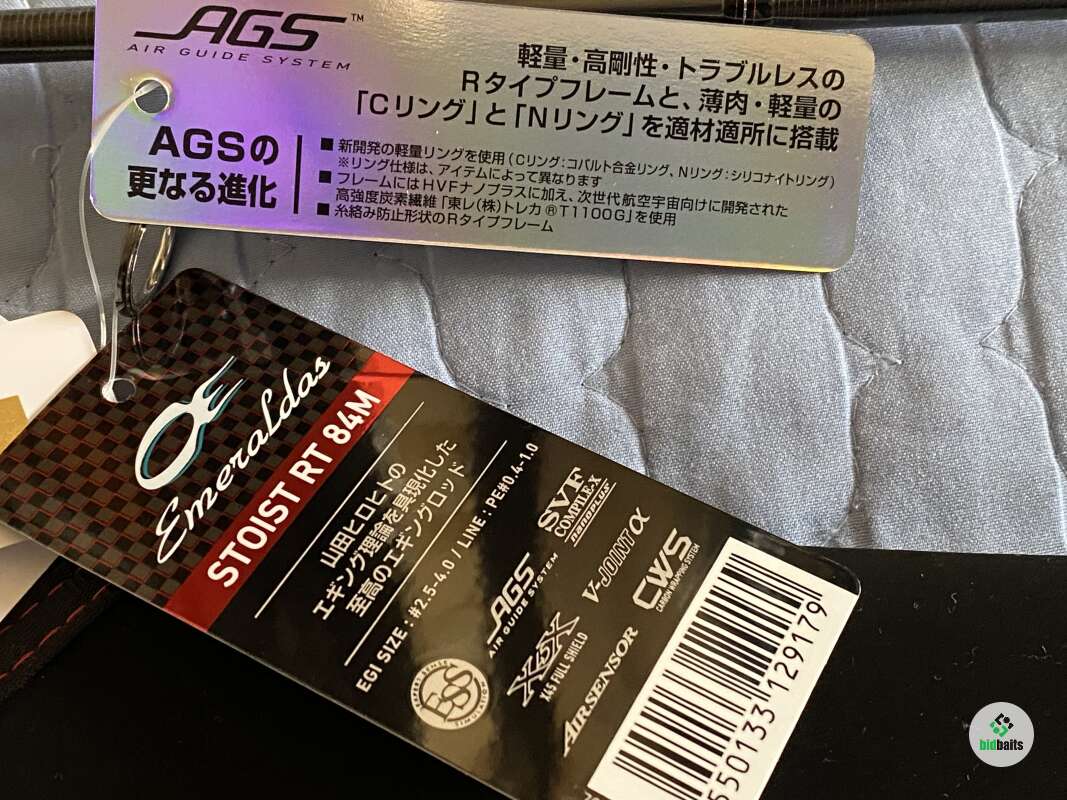 AGS™
AIR GUIDE SYSTEM
軽量・高剛性・トラブルレスの
Rタイプフレームと、薄肉・軽量の
「Cリング」と「Nリング」を適材適所に搭載
AGSの
更なる進化
■ 新開発の軽量リングを使用（Cリング：コバルト合金リング、Nリング：シリコナイトリング）
※リング仕様は、アイテムによって異なります
■ フレームにはHVFナノプラスに加え、次世代航空宇宙向けに開発された
高強度炭素繊維「東レ（株）トレカ®T1100G」を使用
■ 糸絡み防止形状のRタイプフレーム
Emeraldas
STOIST RT 84M
山田ヒロヒトの
エギング理論を具現化した
至高のエギングロッド
EGI SIZE : #2.5-4.0 // LINE : PE#0.4-1.0
SVF
COMPILE-X
nanoplus
AGS
AIR GUIDE SYSTEM
V-JOINT α
X45X
X45 FULL SHIELD
CWS
CARBON WRAPPING SYSTEM
ESS
AIRSENSOR
550133 129179
bidbaits